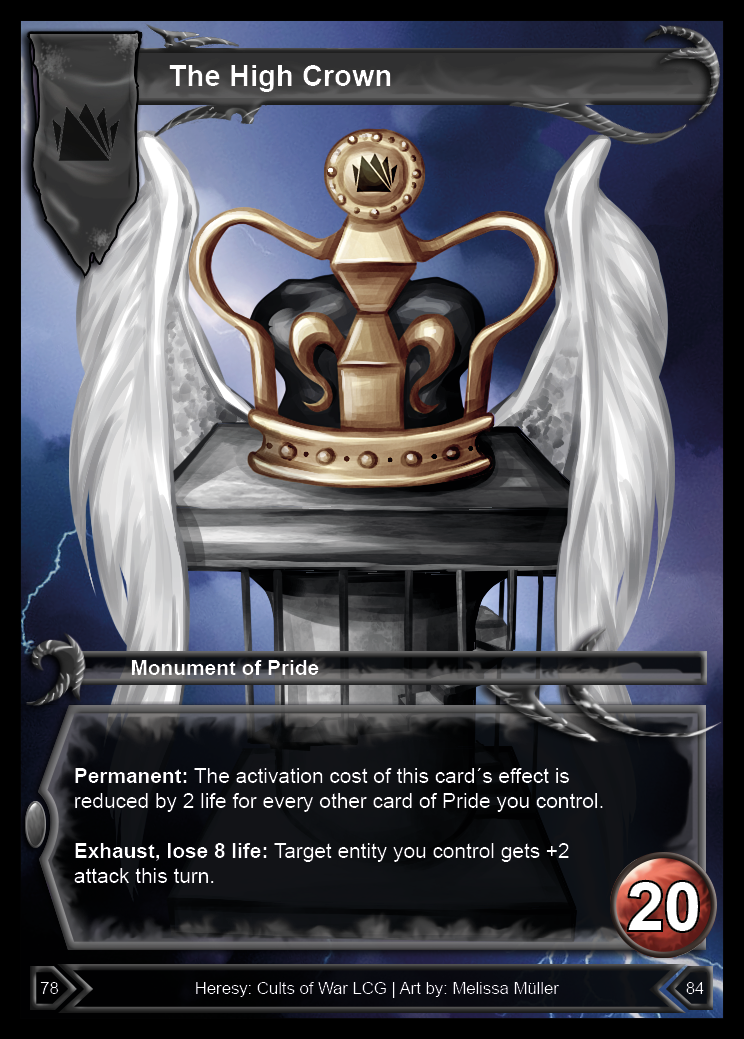 The High Crown
Monument of Pride
Permanent: The activation cost of this card´s effect is
reduced by 2 life for every other card of Pride you control.
Exhaust, lose 8 life: Target entity you control gets +2
attack this turn.
20
78
Heresy: Cults of War LCG | Art by: Melissa Müller
84